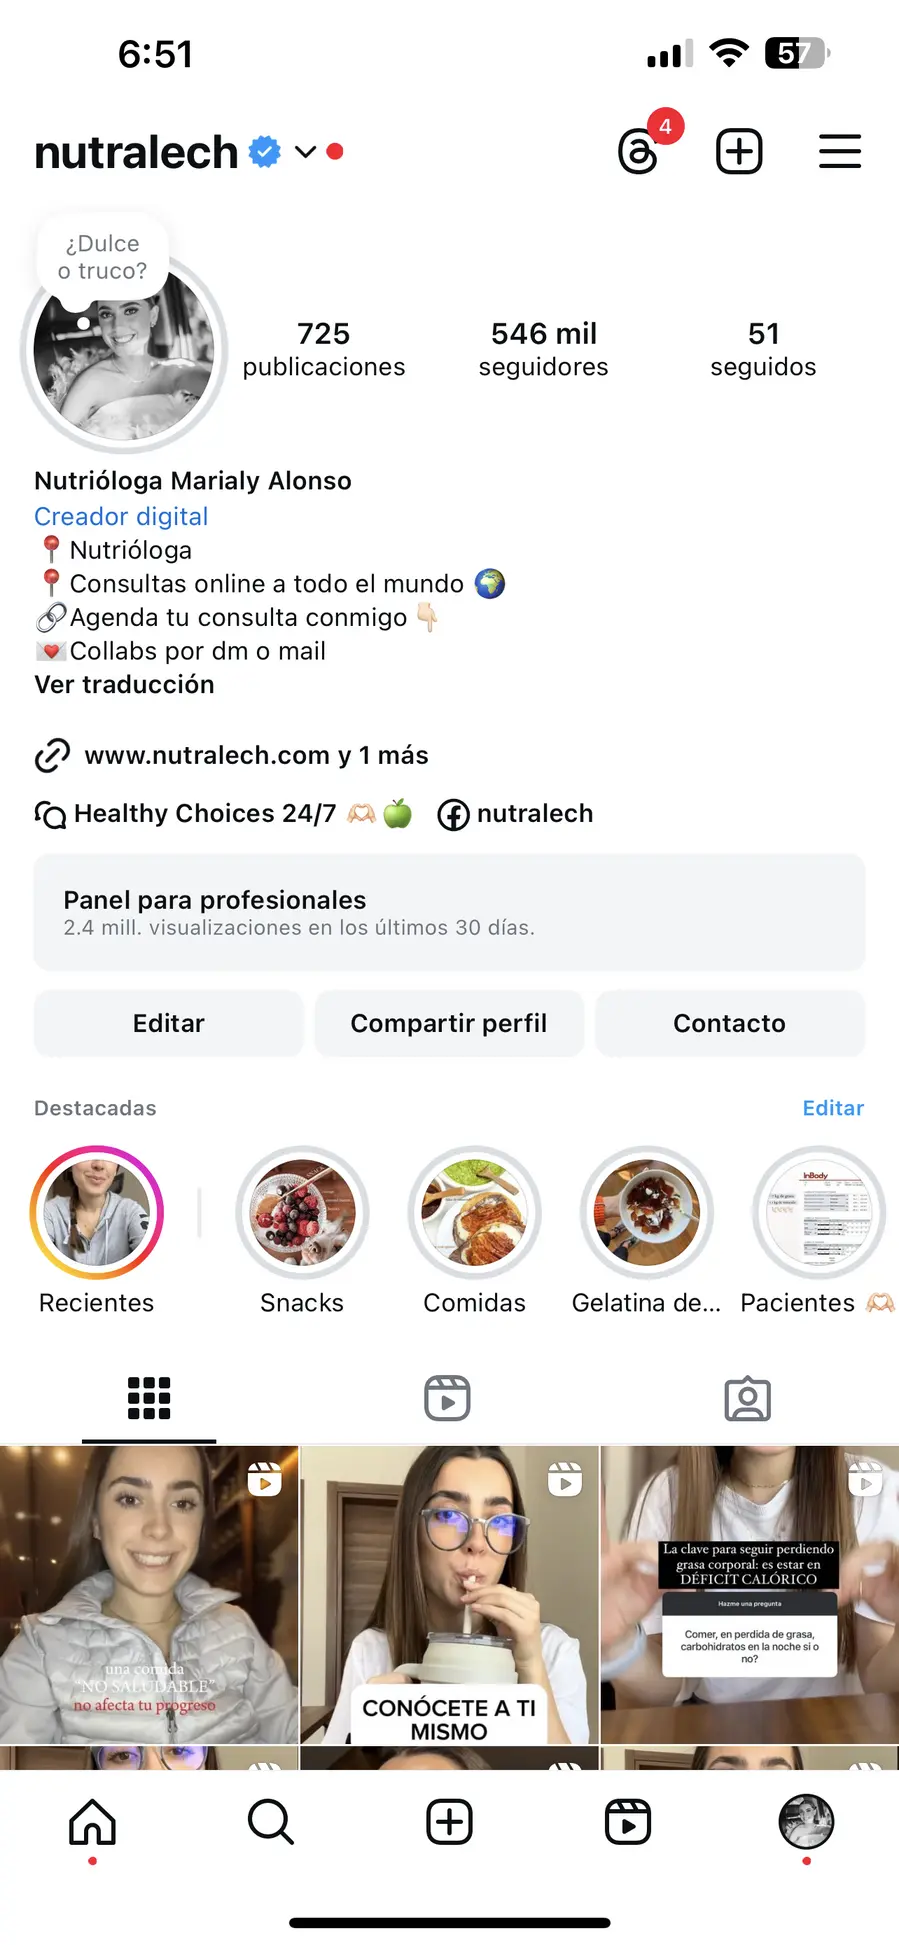 6:51
57
nutralech
4
¿Dulce
o truco?
725
publicaciones
546 mil
seguidores
51
seguidos
Nutrióloga Marialy Alonso
Creador digital
📍Nutrióloga
📍Consultas online a todo el mundo 🌍
🔗Agenda tu consulta conmigo 👇🏻
💌Collabs por dm o mail
Ver traducción
www.nutralech.com y 1 más
Healthy Choices 24/7 🫶🏻🍏
nutralech
Panel para profesionales
2.4 mill. visualizaciones en los últimos 30 días.
Editar
Compartir perfil
Contacto
Destacadas
Editar
InBody
Recientes
Snacks
Comidas
Gelatina de...
Pacientes 🫶🏻
una comida
"NO SALUDABLE"
no afecta tu progreso
CONÓCETE A TI
MISMO
La clave para seguir perdiendo
grasa corporal: es estar en
DÉFICIT CALÓRICO
Hazme una pregunta
Comer, en perdida de grasa,
carbohidratos en la noche si o
no?